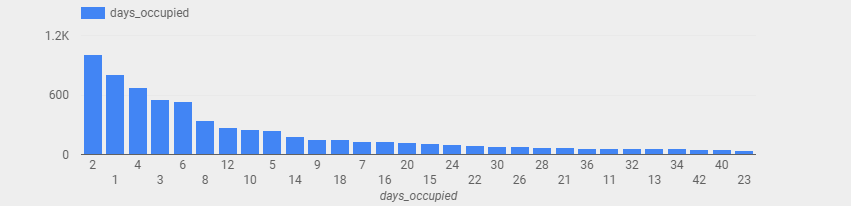 days_occupied
1.2K
600
0
2 4 6 12 5 9 7 20 24 30 28 36 32 34 40
1 3 8 10 14 18 16 15 22 26 21 11 13 42 23
days_occupied